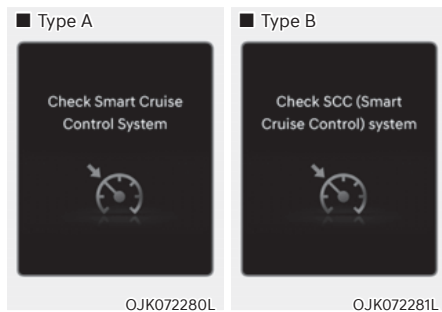 ■ Type A
Check Smart Cruise
Control System
OJK072280L
■ Type B
Check SCC (Smart
Cruise Control) system
OJK072281L